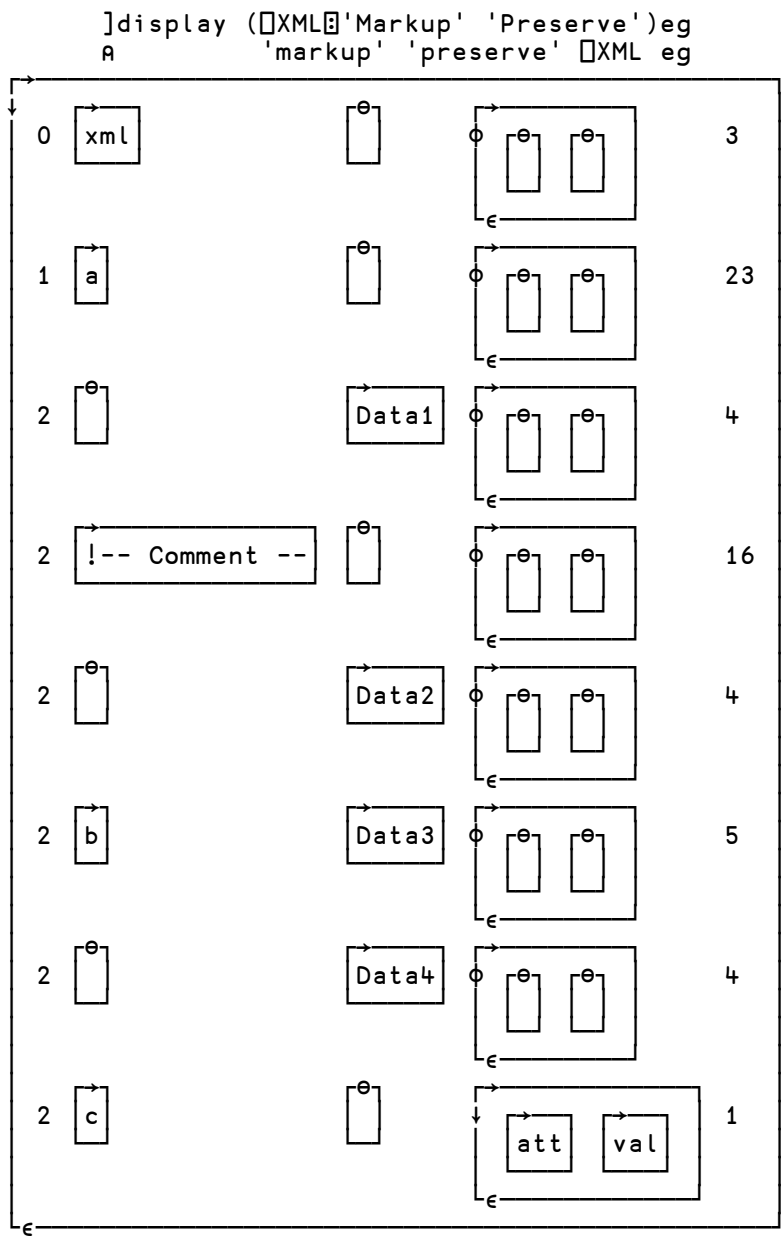 ]display (⎕XML⍠'Markup' 'Preserve')eg
⍝ 'markup' 'preserve' ⎕XML eg
0 xml 3
1 a 23
2 Data1 4
2 !-- Comment -- 16
2 Data2 4
2 b Data3 5
2 Data4 4
2 c att val 1